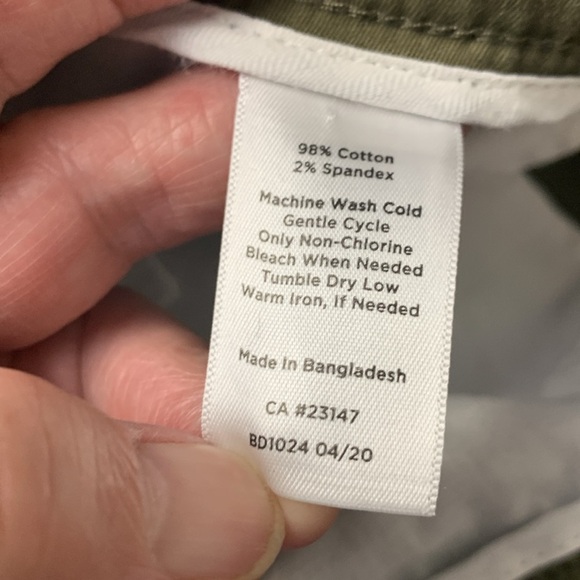 98% Cotton
2% Spandex
Machine Wash Cold
Gentle Cycle
Only Non-Chlorine
Bleach When Needed
Tumble Dry Low
Warm Iron, If Needed
Made In Bangladesh
CA #23147
BD1024 04/20